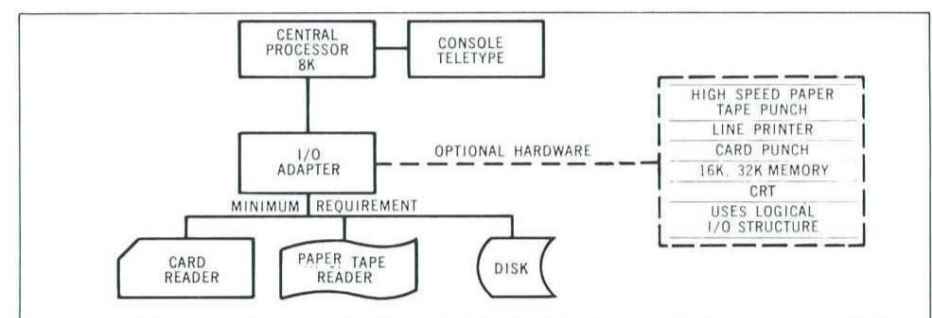 CENTRAL
PROCESSOR
8K
CONSOLE
TELETYPE
I/O
ADAPTER
OPTIONAL HARDWARE
HIGH SPEED PAPER
TAPE PUNCH
LINE PRINTER
CARD PUNCH
16K, 32K MEMORY
CRT
USES LOGICAL
I/O STRUCTURE
MINIMUM REQUIREMENT
CARD
READER
PAPER TAPE
READER
DISK